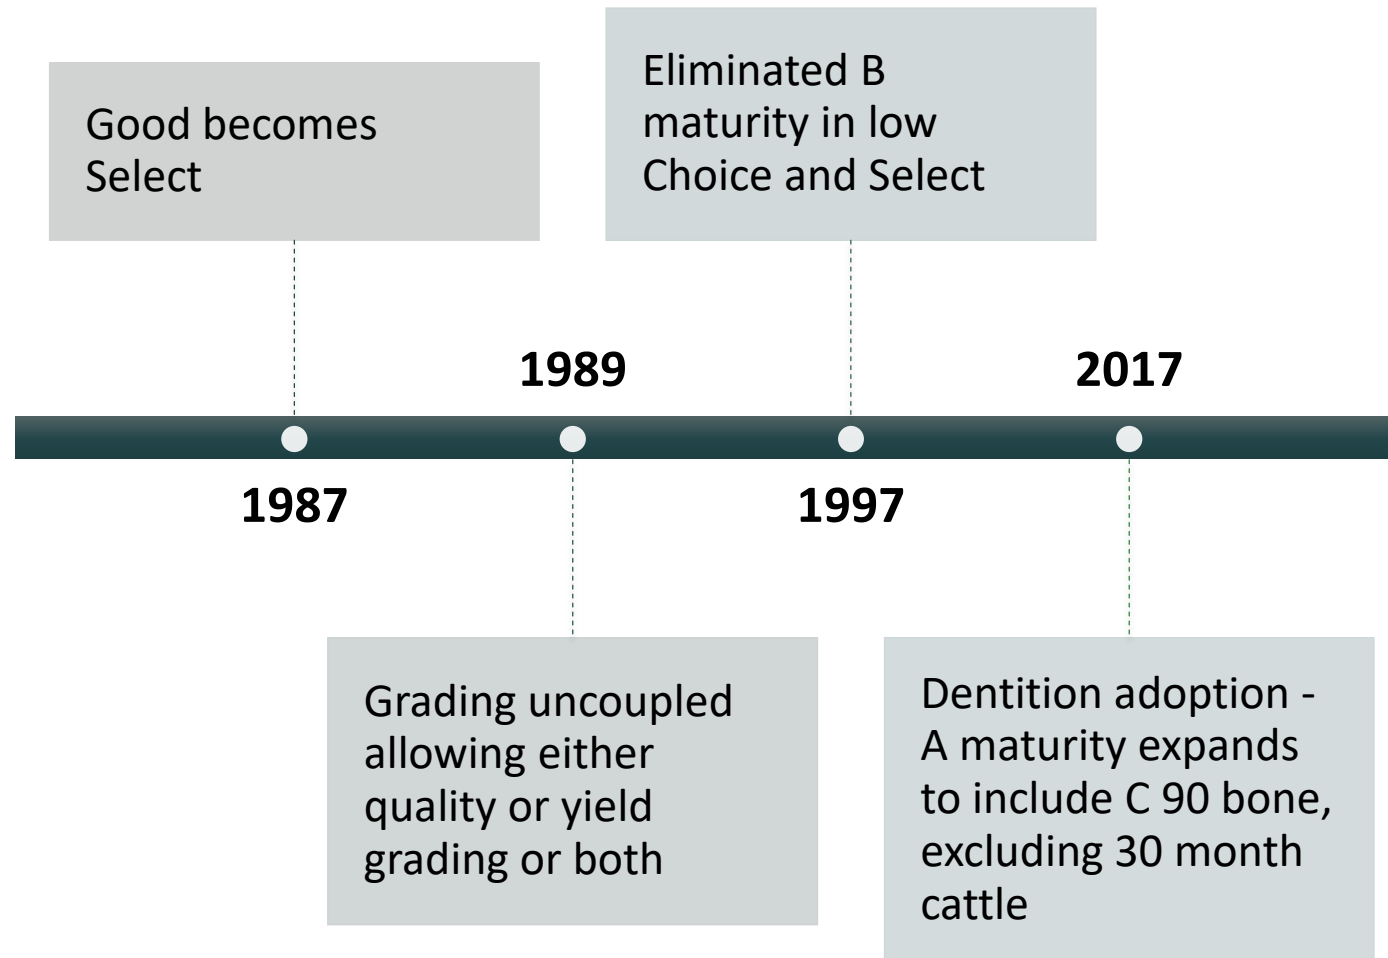 Good becomes
Select
Eliminated B
maturity in low
Choice and Select
1989
2017
1987
1997
Grading uncoupled
allowing either
quality or yield
grading or both
Dentition adoption -
A maturity expands
to include C 90 bone,
excluding 30 month
cattle